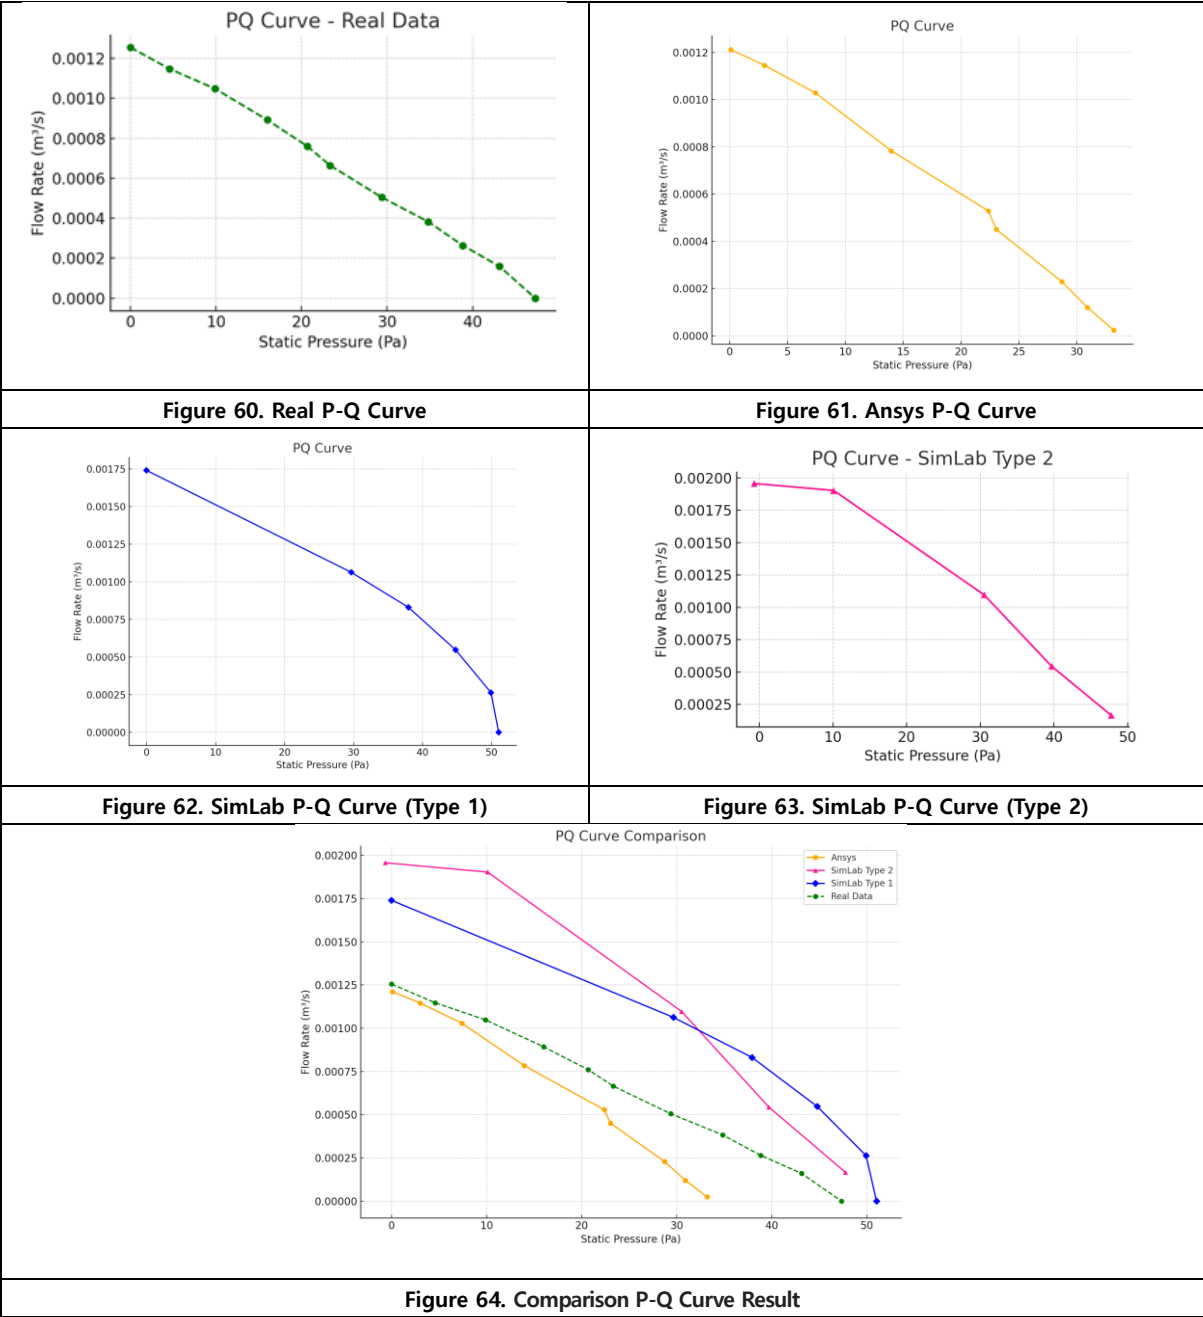 PQ Curve - Real Data
0.0012
0.0010
0.0008
0.0006
0.0004
0.0002
0.0000
Flow Rate (m³/s)
0 10 20 30 40
Static Pressure (Pa)
PQ Curve
0.0012
0.0010
0.0008
0.0006
0.0004
0.0002
0.0000
Flow Rate (m³/s)
0 5 10 15 20 25 30
Static Pressure (Pa)
Figure 60. Real P-Q Curve
Figure 61. Ansys P-Q Curve
PQ Curve
0.00175
0.00150
0.00125
0.00100
0.00075
0.00050
0.00025
0.00000
Flow Rate (m³/s)
0 10 20 30 40 50
Static Pressure (Pa)
PQ Curve - SimLab Type 2
0.00200
0.00175
0.00150
0.00125
0.00100
0.00075
0.00050
0.00025
Flow Rate (m³/s)
0 10 20 30 40 50
Static Pressure (Pa)
Figure 62. SimLab P-Q Curve (Type 1)
Figure 63. SimLab P-Q Curve (Type 2)
PQ Curve Comparison
Ansys
SimLab Type 2
SimLab Type 1
Real Data
0.00200
0.00175
0.00150
0.00125
0.00100
0.00075
0.00050
0.00025
0.00000
Flow Rate (m³/s)
0 10 20 30 40 50
Static Pressure (Pa)
Figure 64. Comparison P-Q Curve Result